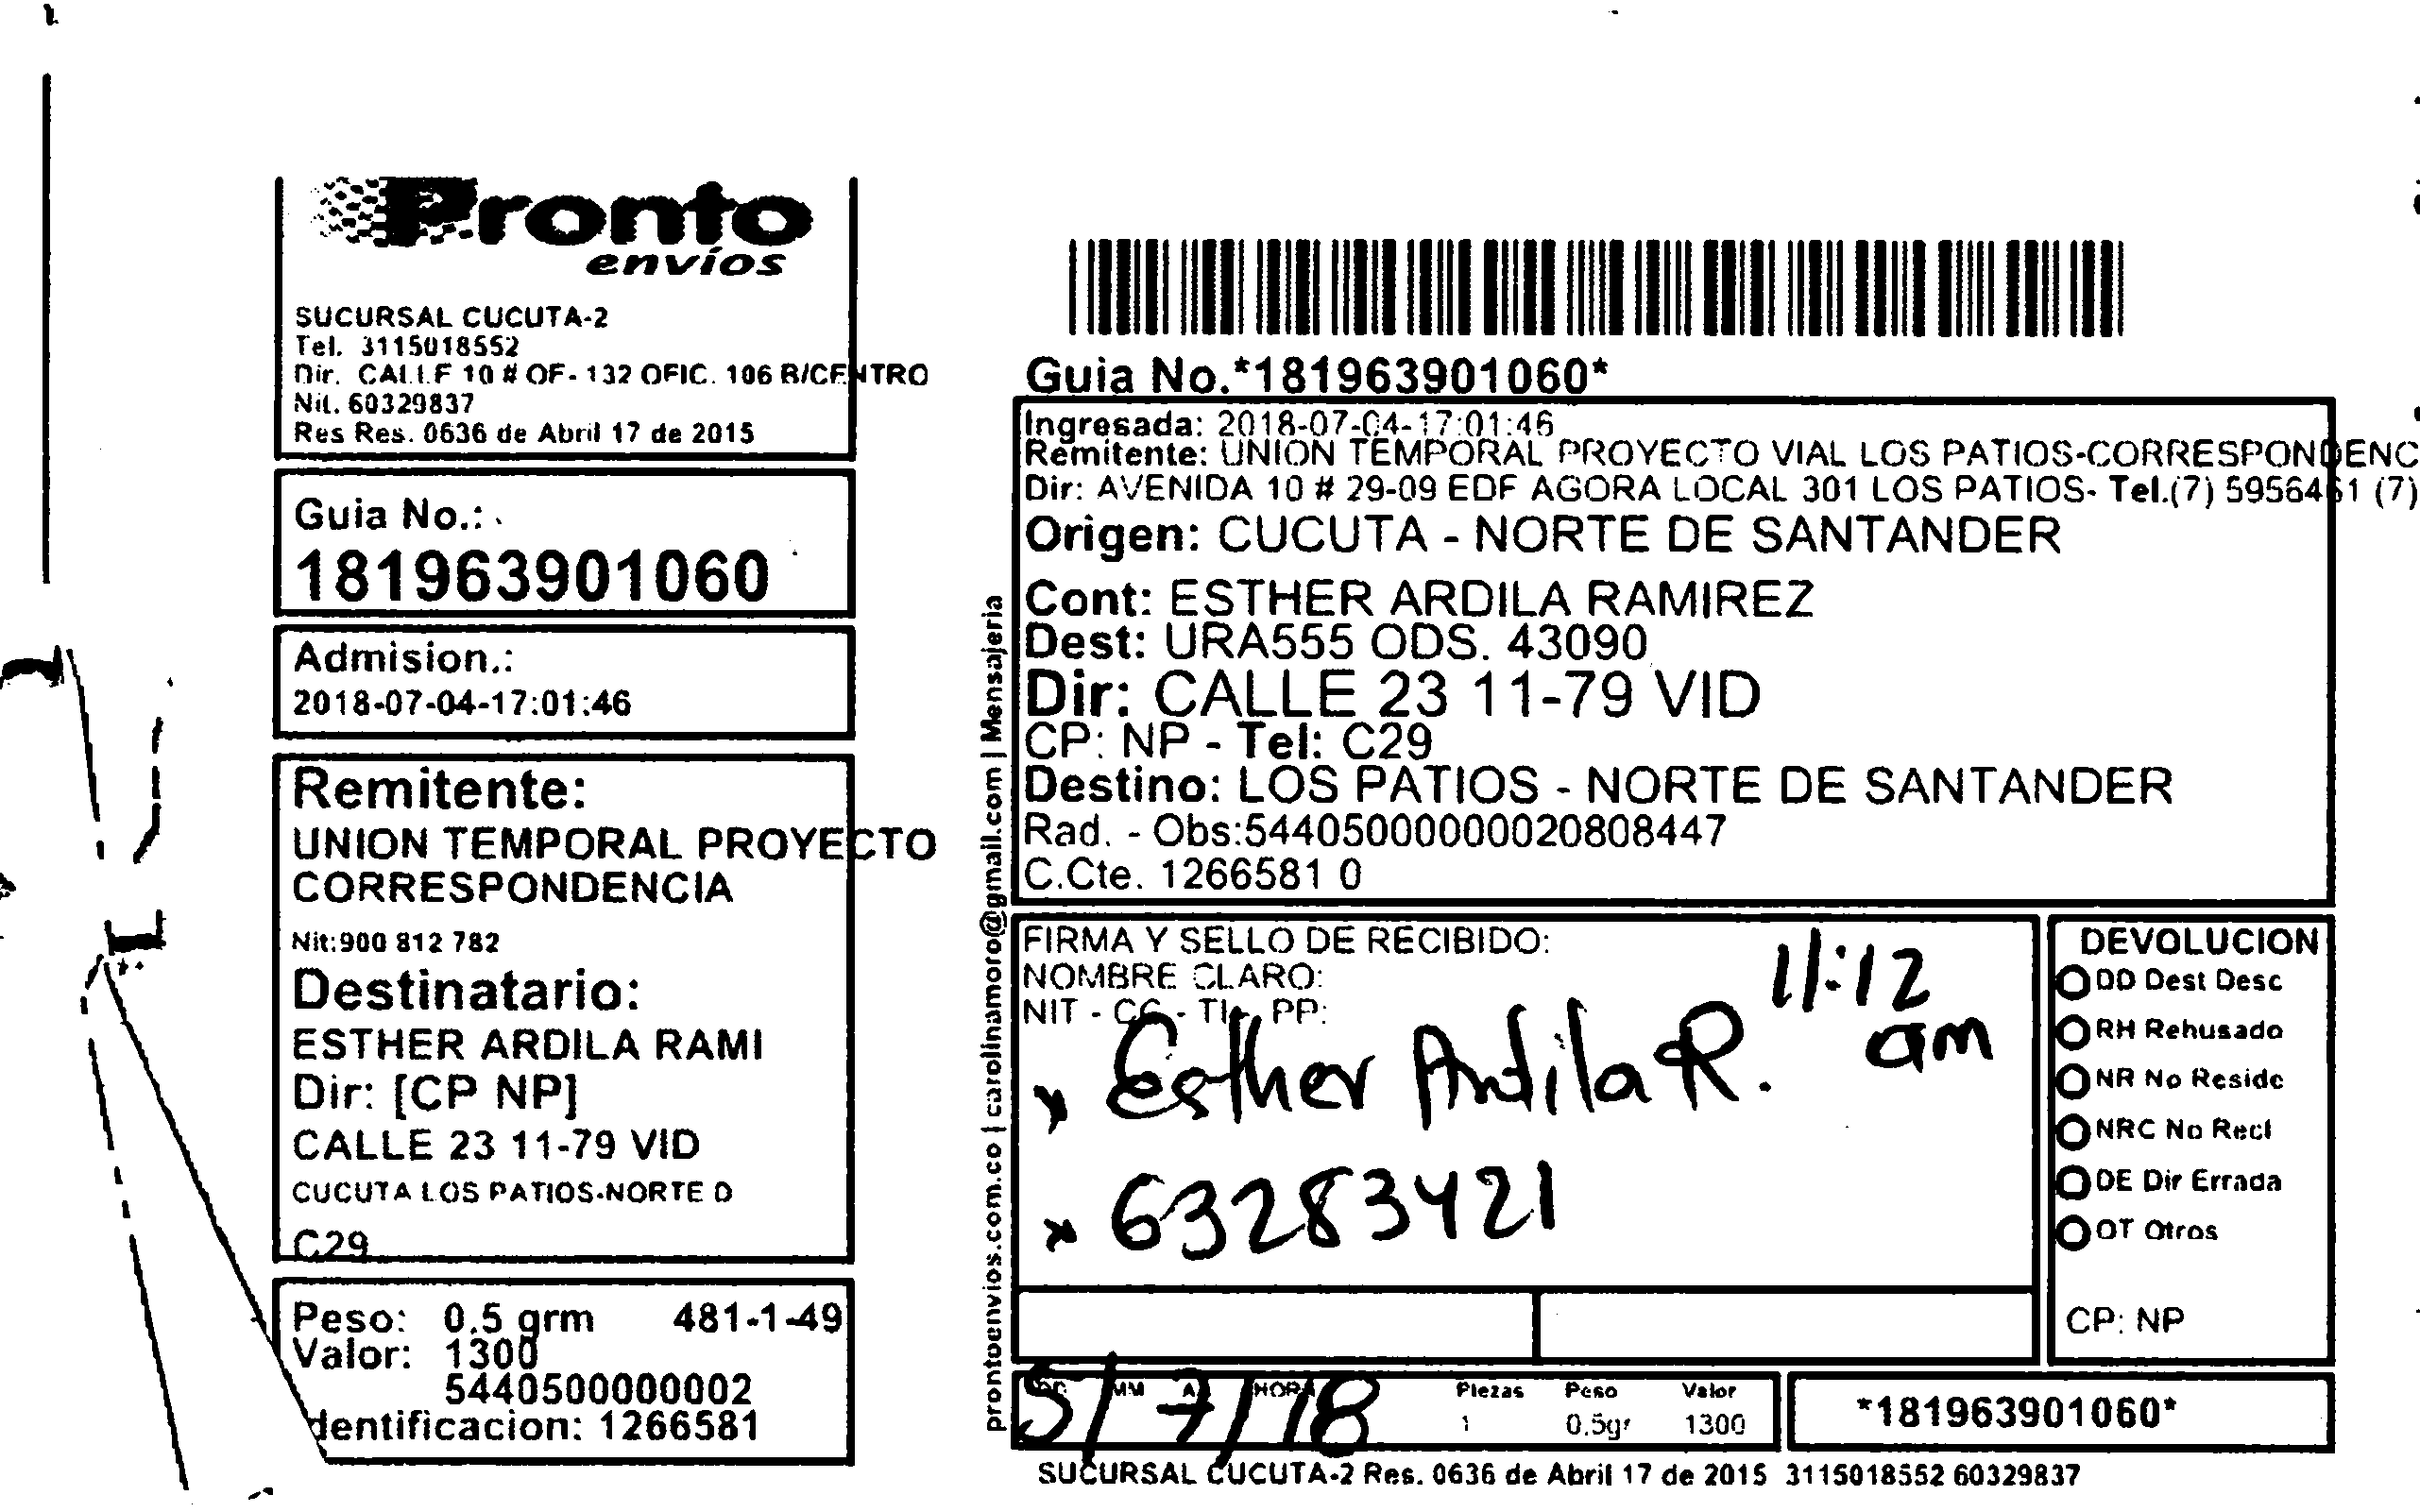 Pronto
envíos
SUCURSAL CUCUTA-2
Tel. 3115018552
Dir. CALLE 10 # OF- 132 OFIC. 106 B/CENTRO
Nit. 60329837
Res Res. 0636 de Abril 17 de 2015
Guia No.:
181963901060
Admision.:
2018-07-04-17:01:46
Remitente:
UNION TEMPORAL PROYECTO
CORRESPONDENCIA
Nit:900 812 782
Destinatario:
ESTHER ARDILA RAMI
Dir: [CP NP]
CALLE 23 11-79 VID
CUCUTA LOS PATIOS-NORTE D
C29
Peso: 0.5 grm 481-1-49
Valor: 1300
5440500000002
dentificacion: 1266581
prontoenvios.com.co | carolinamoro@gmail.com | Mensajeria
Guia No.*181963901060*
Ingresada: 2018-07-04-17:01:46
Remitente: UNION TEMPORAL PROYECTO VIAL LOS PATIOS-CORRESPONDENC
Dir: AVENIDA 10 # 29-09 EDF AGORA LOCAL 301 LOS PATIOS- Tel.(7) 5956461 (7)
Origen: CUCUTA - NORTE DE SANTANDER
Cont: ESTHER ARDILA RAMIREZ
Dest: URA555 ODS. 43090
Dir: CALLE 23 11-79 VID
CP: NP - Tel: C29
Destino: LOS PATIOS - NORTE DE SANTANDER
Rad. - Obs:54405000000020808447
C.Cte. 1266581 0
FIRMA Y SELLO DE RECIBIDO:
NOMBRE CLARO:
NIT - CC - TI - PP:
11:12
am
x Esther Ardila R.
x 63283421
DEVOLUCION
DD Dest Desc
RH Rehusado
NR No Reside
NRC No Recl
DE Dir Errada
OT Otros
CP: NP
MM HORA Piezas Peso Valor
5/7/18 1 0.5gr 1300
*181963901060*
SUCURSAL CUCUTA-2 Res. 0636 de Abril 17 de 2015 3115018552 60329837